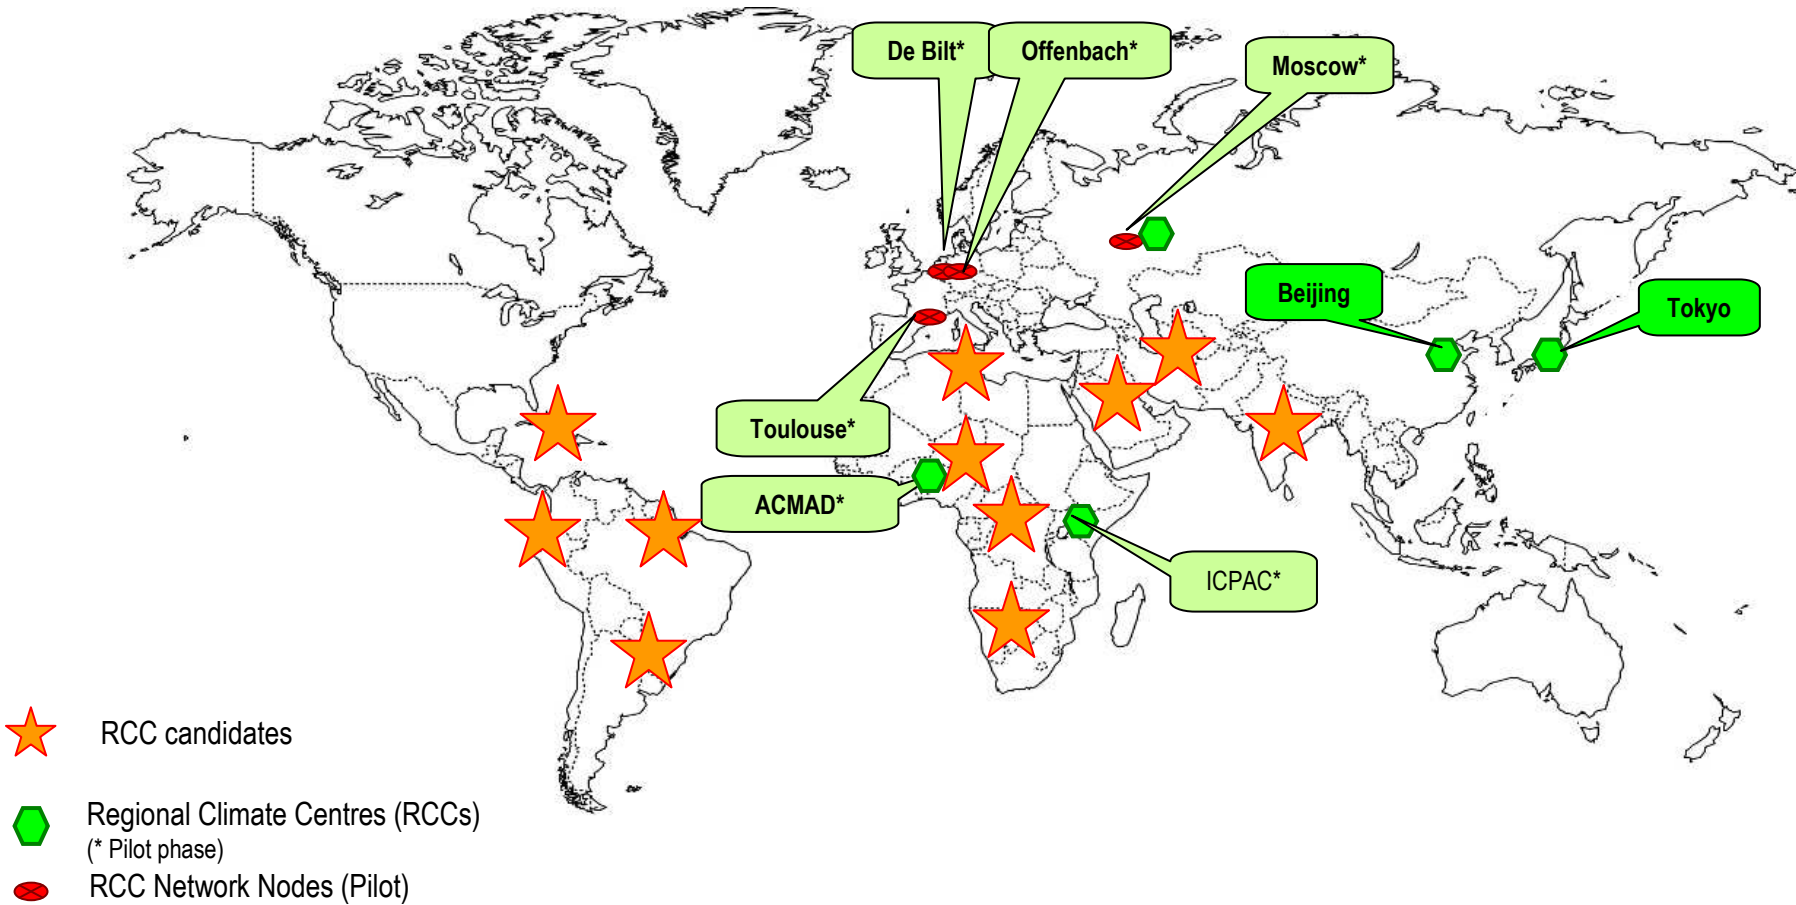 De Bilt*
Offenbach*
Moscow*
Beijing
Tokyo
Toulouse*
ACMAD*
ICPAC*
RCC candidates
Regional Climate Centres (RCCs)
(* Pilot phase)
RCC Network Nodes (Pilot)